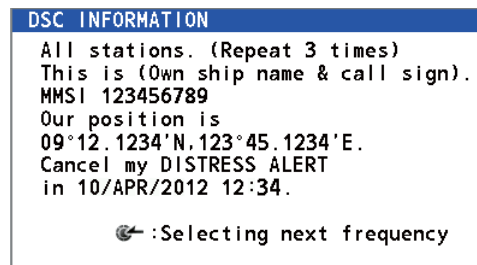 DSC INFORMATION
All stations. (Repeat 3 times)
This is (Own ship name & call sign).
MMSI 123456789
Our position is
09°12.1234'N,123°45.1234'E.
Cancel my DISTRESS ALERT
in 10/APR/2012 12:34.
:Selecting next frequency